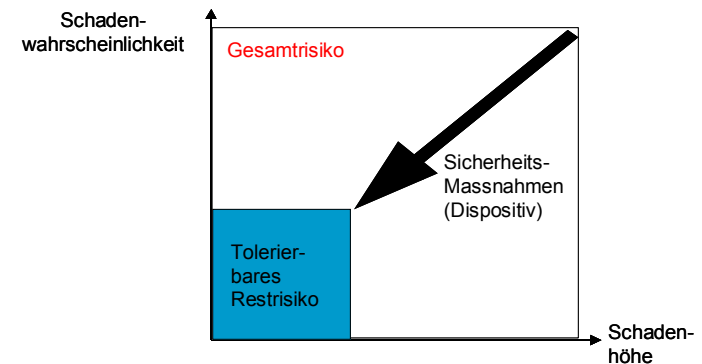 Schaden-
wahrscheinlichkeit
Gesamtrisiko
Sicherheits-
Massnahmen
(Dispositiv)
Tolerier-
bares
Restrisiko
Schaden-
höhe